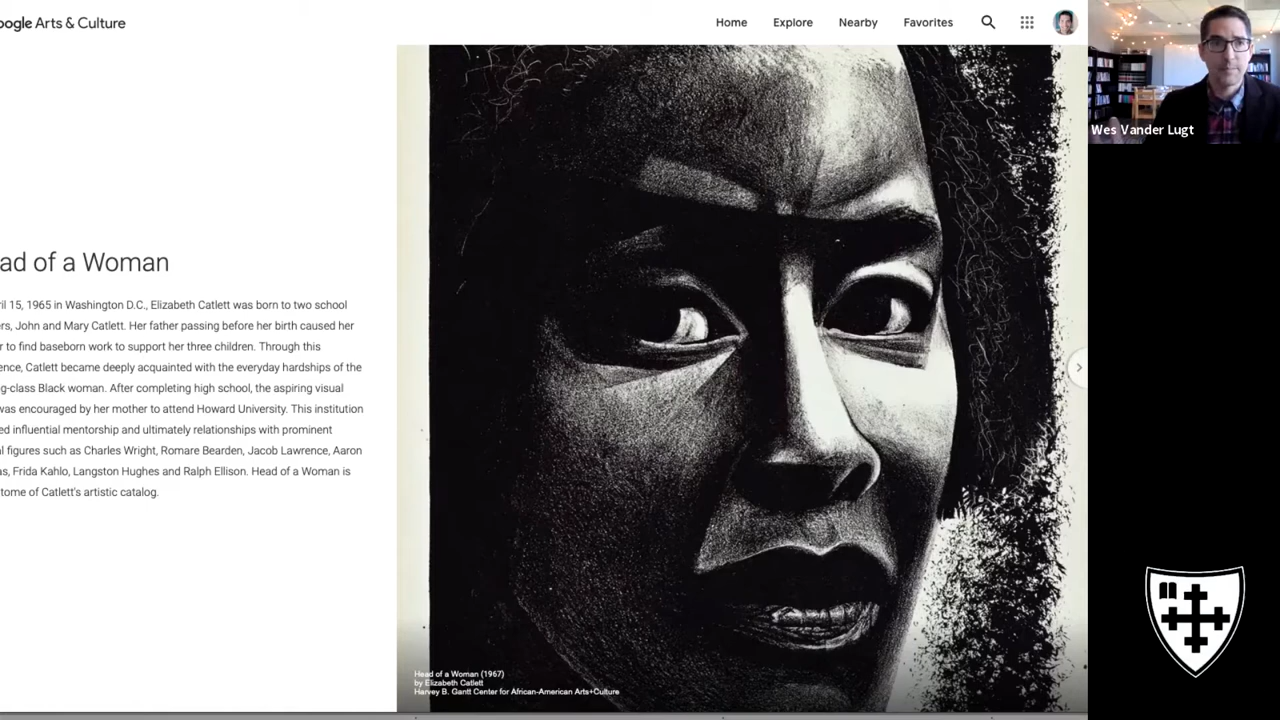 oogle Arts & Culture
Home Explore Nearby Favorites
Wes Vander Lugt
ad of a Woman
ril 15, 1965 in Washington D.C., Elizabeth Catlett was born to two school
rs, John and Mary Catlett. Her father passing before her birth caused her
r to find baseborn work to support her three children. Through this
ence, Catlett became deeply acquainted with the everyday hardships of the
g-class Black woman. After completing high school, the aspiring visual
was encouraged by her mother to attend Howard University. This institution
ed influential mentorship and ultimately relationships with prominent
l figures such as Charles Wright, Romare Bearden, Jacob Lawrence, Aaron
as, Frida Kahlo, Langston Hughes and Ralph Ellison. Head of a Woman is
tome of Catlett's artistic catalog.
Head of a Woman (1967)
by Elizabeth Catlett
Harvey B. Gantt Center for African-American Arts+Culture